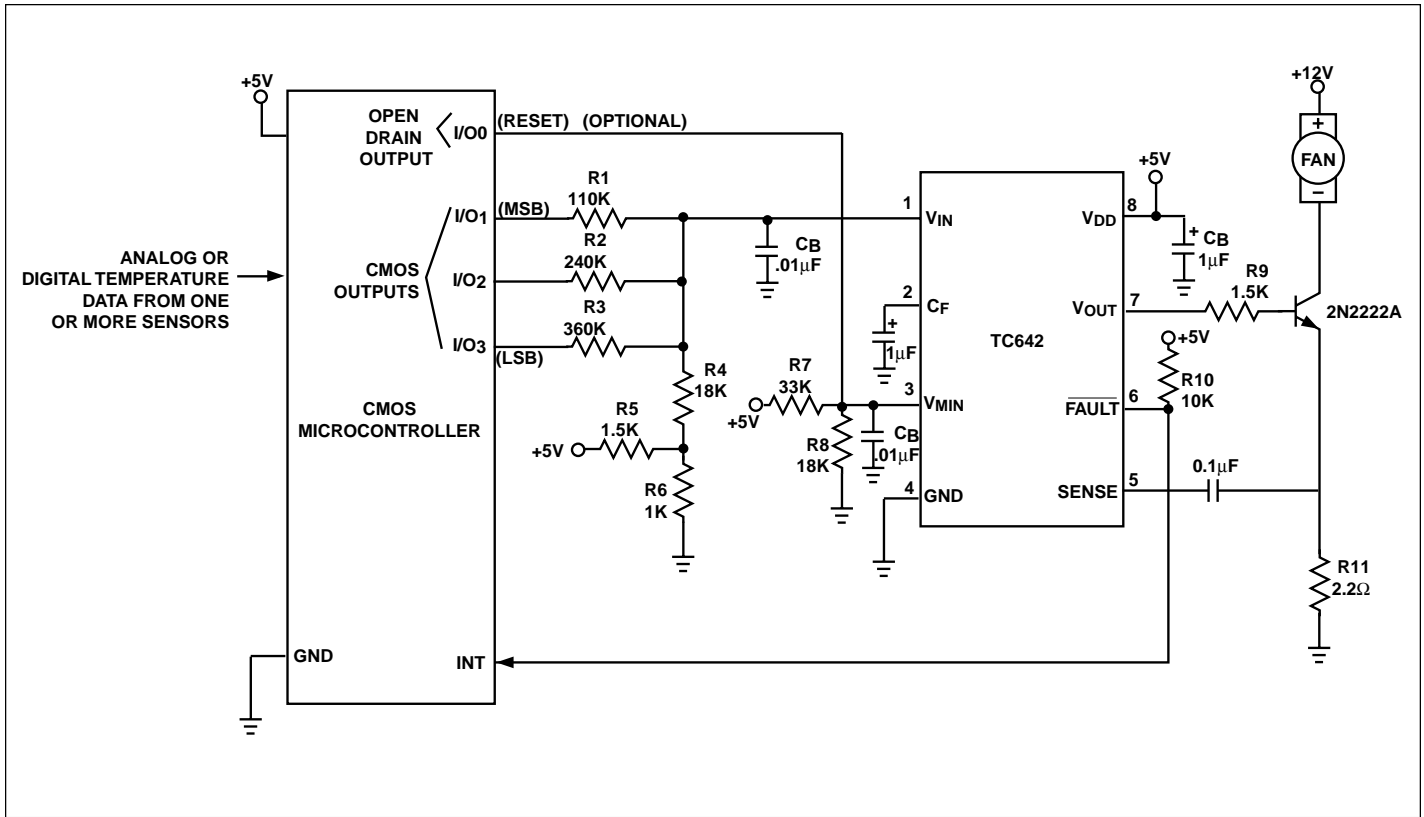 +5V
OPEN
DRAIN
OUTPUT
I/O0
(RESET) (OPTIONAL)
I/O1
(MSB)
R1
110K
I/O2
R2
240K
I/O3
(LSB)
R3
360K
CMOS
OUTPUTS
ANALOG OR
DIGITAL TEMPERATURE
DATA FROM ONE
OR MORE SENSORS
CMOS
MICROCONTROLLER
GND
INT
R4
18K
R5
1.5K
+5V
R6
1K
CB
.01µF
+
1µF
R7
33K
+5V
R8
18K
CB
.01µF
1
VIN
2
CF
3
VMIN
4
GND
TC642
VDD
8
VOUT
7
FAULT
6
SENSE
5
+5V
+
CB
1µF
R9
1.5K
+5V
R10
10K
0.1µF
+12V
+
FAN
–
2N2222A
R11
2.2Ω